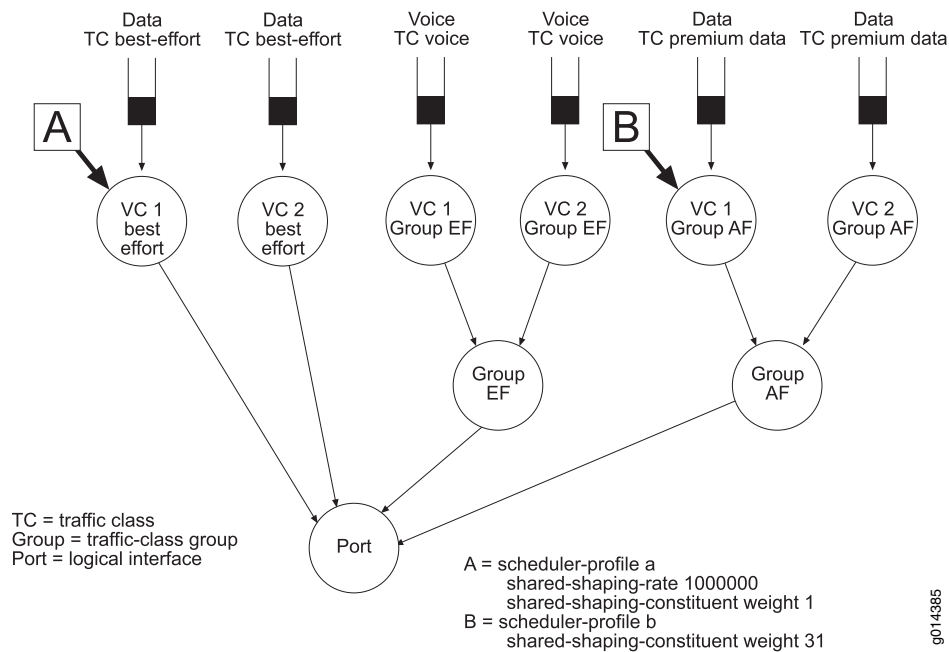 Data
TC best-effort
Data
TC best-effort
Voice
TC voice
Voice
TC voice
Data
TC premium data
Data
TC premium data
A
B
VC 1
best
effort
VC 2
best
effort
VC 1
Group EF
VC 2
Group EF
VC 1
Group AF
VC 2
Group AF
Group
EF
Group
AF
Port
TC = traffic class
Group = traffic-class group
Port = logical interface
A = scheduler-profile a
shared-shaping-rate 1000000
shared-shaping-constituent weight 1
B = scheduler-profile b
shared-shaping-constituent weight 31
g014385